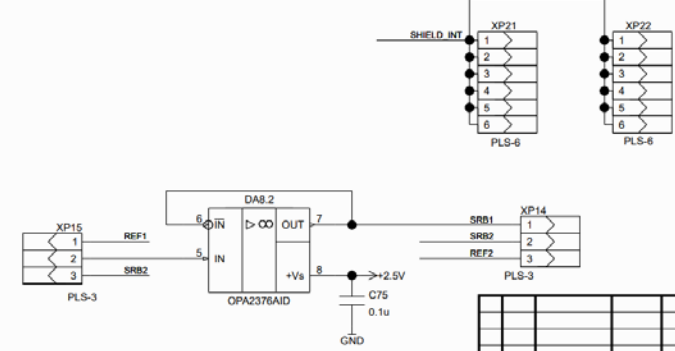 XP21
XP22
SHIELD_INT
1
2
3
4
5
6
1
2
3
4
5
6
PLS-6
PLS-6
DA8.2
6
IN
▷ ∞
OUT
7
5
IN
+Vs
8
OPA2376AID
+2.5V
C75
0.1u
GND
XP15
REF1
1
2
SRB2
3
PLS-3
XP14
SRB1
1
SRB2
2
REF2
3
PLS-3